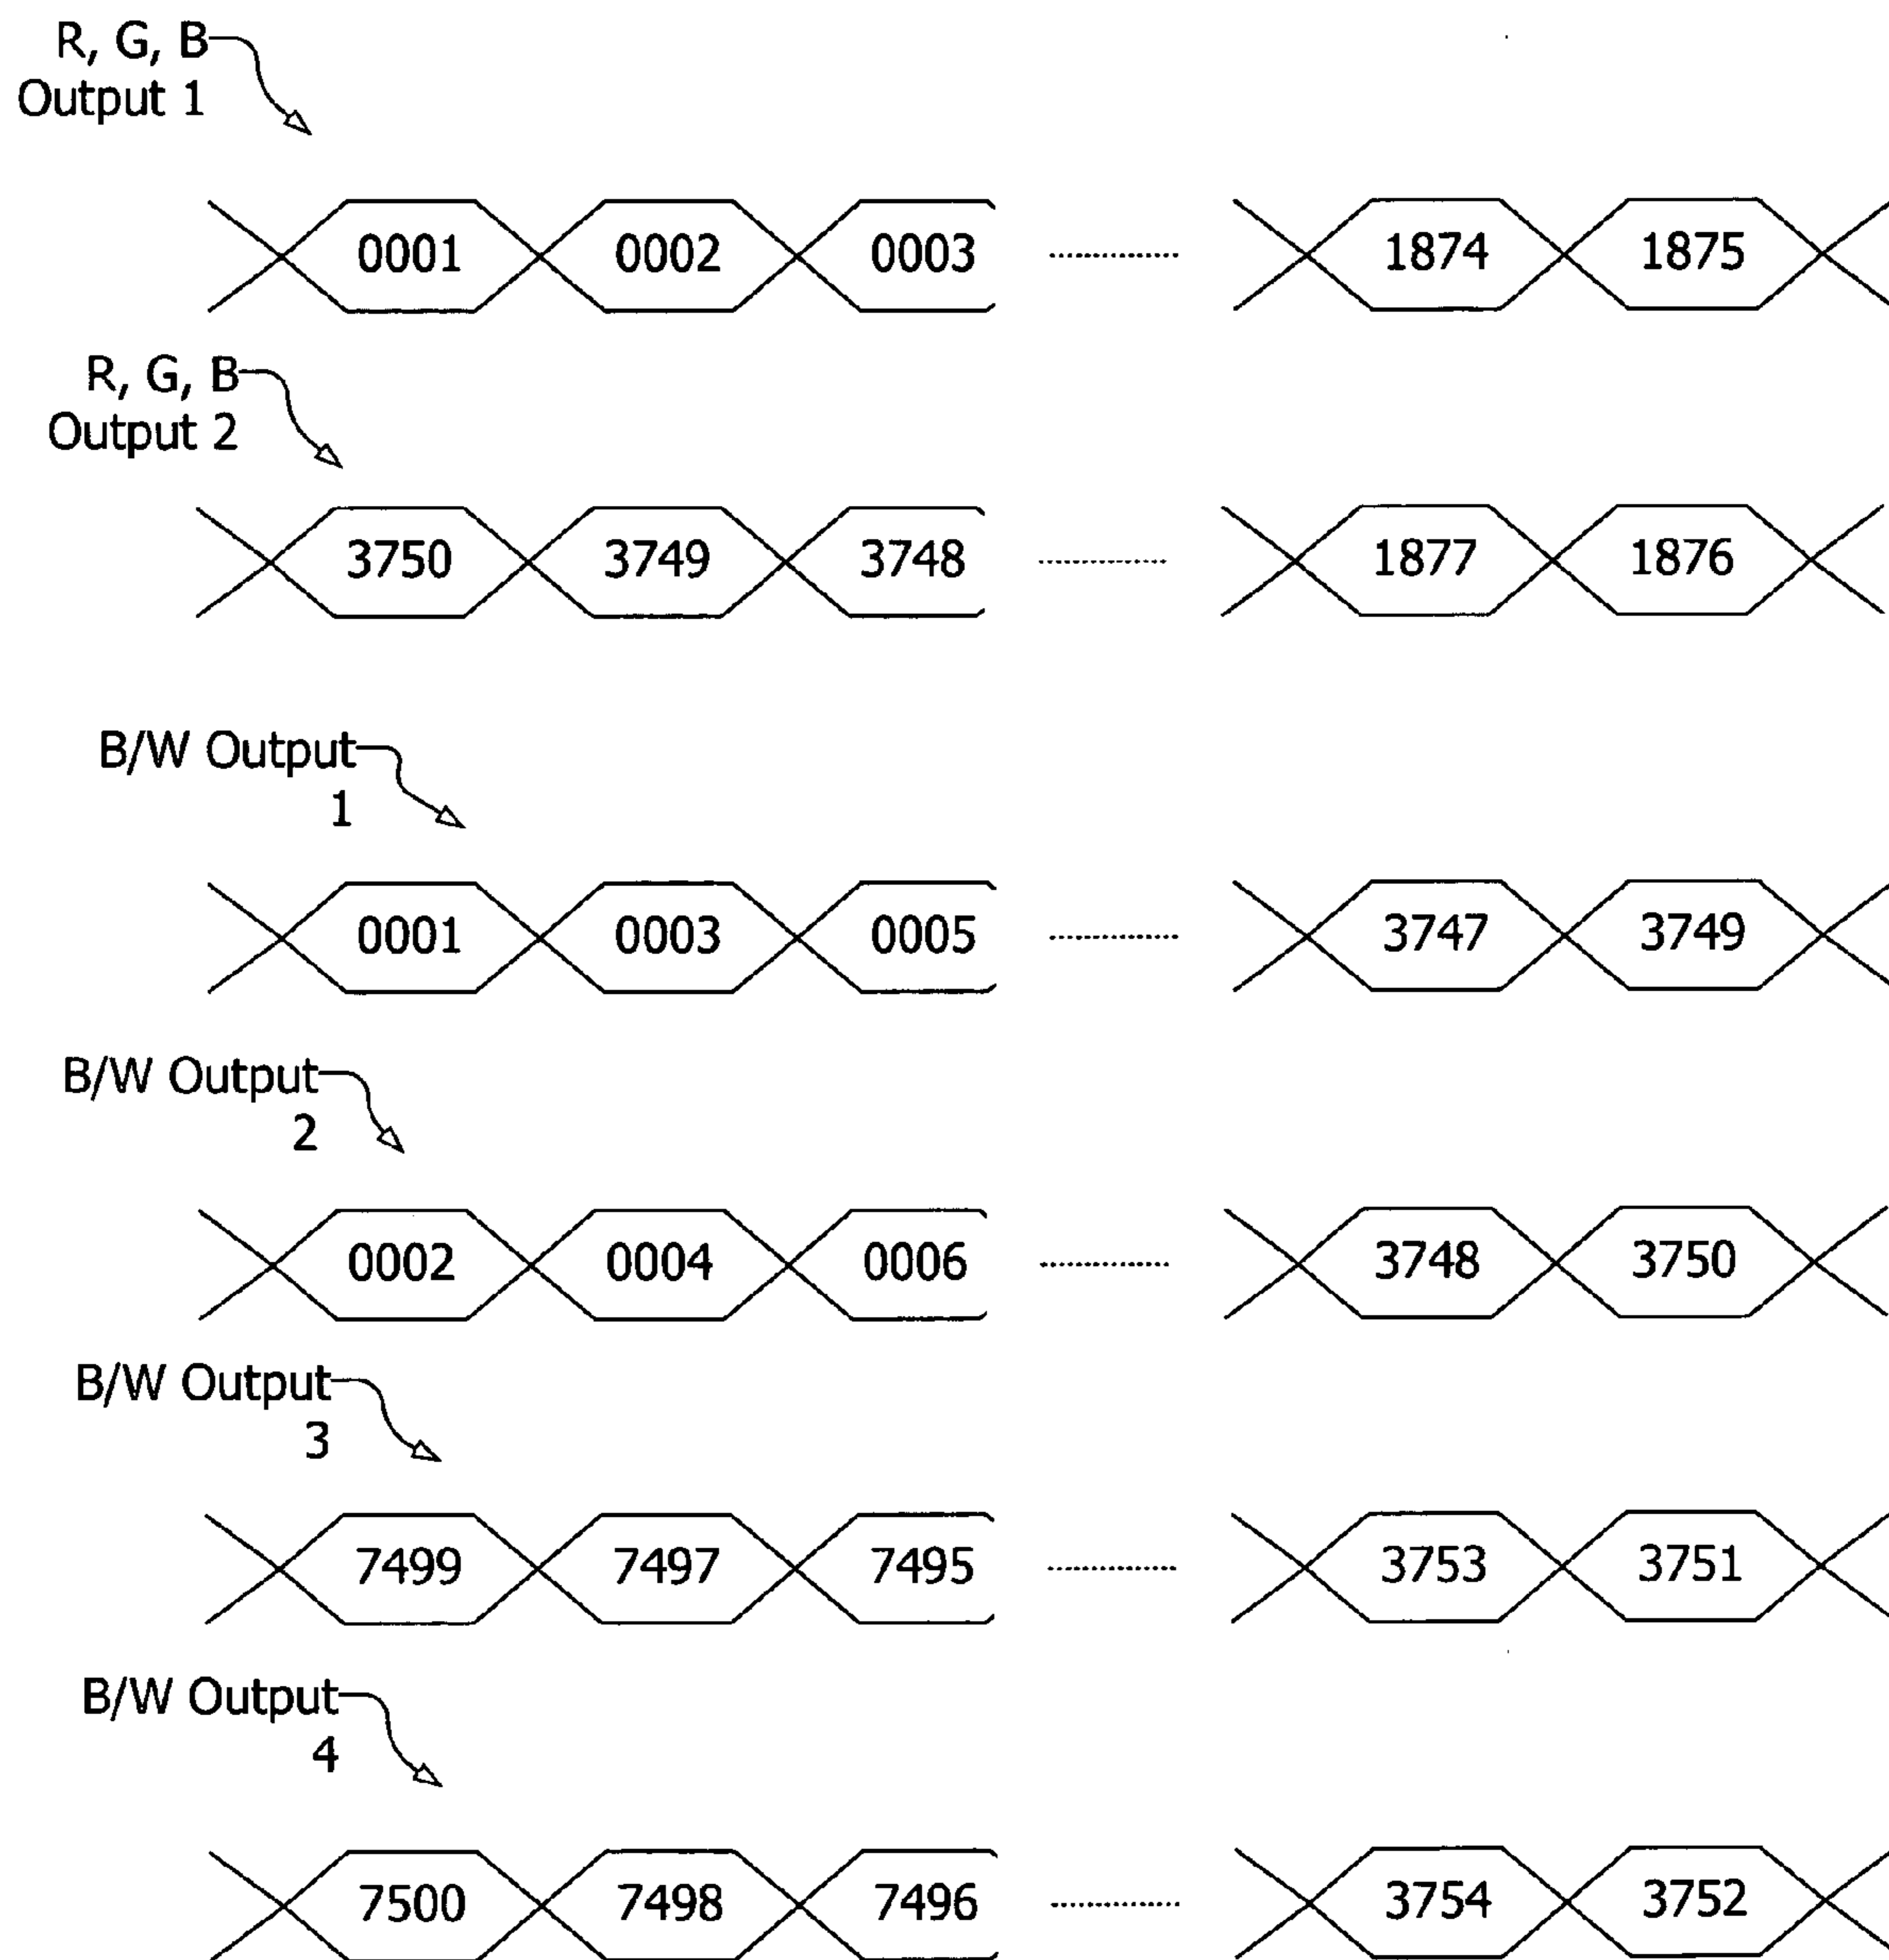 R, G, B
Output 1
0001 0002 0003 1874 1875
R, G, B
Output 2
3750 3749 3748 1877 1876
B/W Output
1
0001 0003 0005 3747 3749
B/W Output
2
0002 0004 0006 3748 3750
B/W Output
3
7499 7497 7495 3753 3751
B/W Output
4
7500 7498 7496 3754 3752